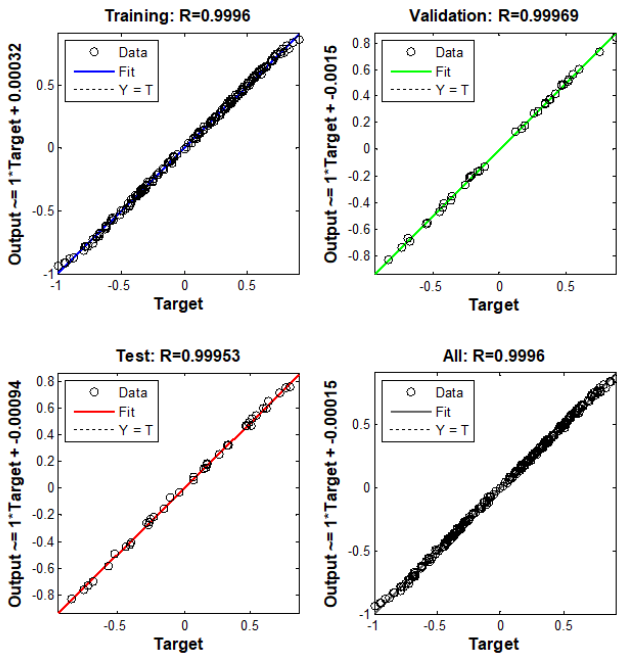 Training: R=0.9996
Output ~= 1*Target + 0.00032
Data
Fit
Y = T
0.5
0
-0.5
-1
-1
-0.5
0
0.5
Target
Validation: R=0.99969
Output ~= 1*Target + -0.0015
Data
Fit
Y = T
0.8
0.6
0.4
0.2
0
-0.2
-0.4
-0.6
-0.8
-0.5
0
0.5
Target
Test: R=0.99953
Output ~= 1*Target + -0.00094
Data
Fit
Y = T
0.8
0.6
0.4
0.2
0
-0.2
-0.4
-0.6
-0.8
-0.5
0
0.5
Target
All: R=0.9996
Output ~= 1*Target + -0.00015
Data
Fit
Y = T
0.5
0
-0.5
-1
-1
-0.5
0
0.5
Target